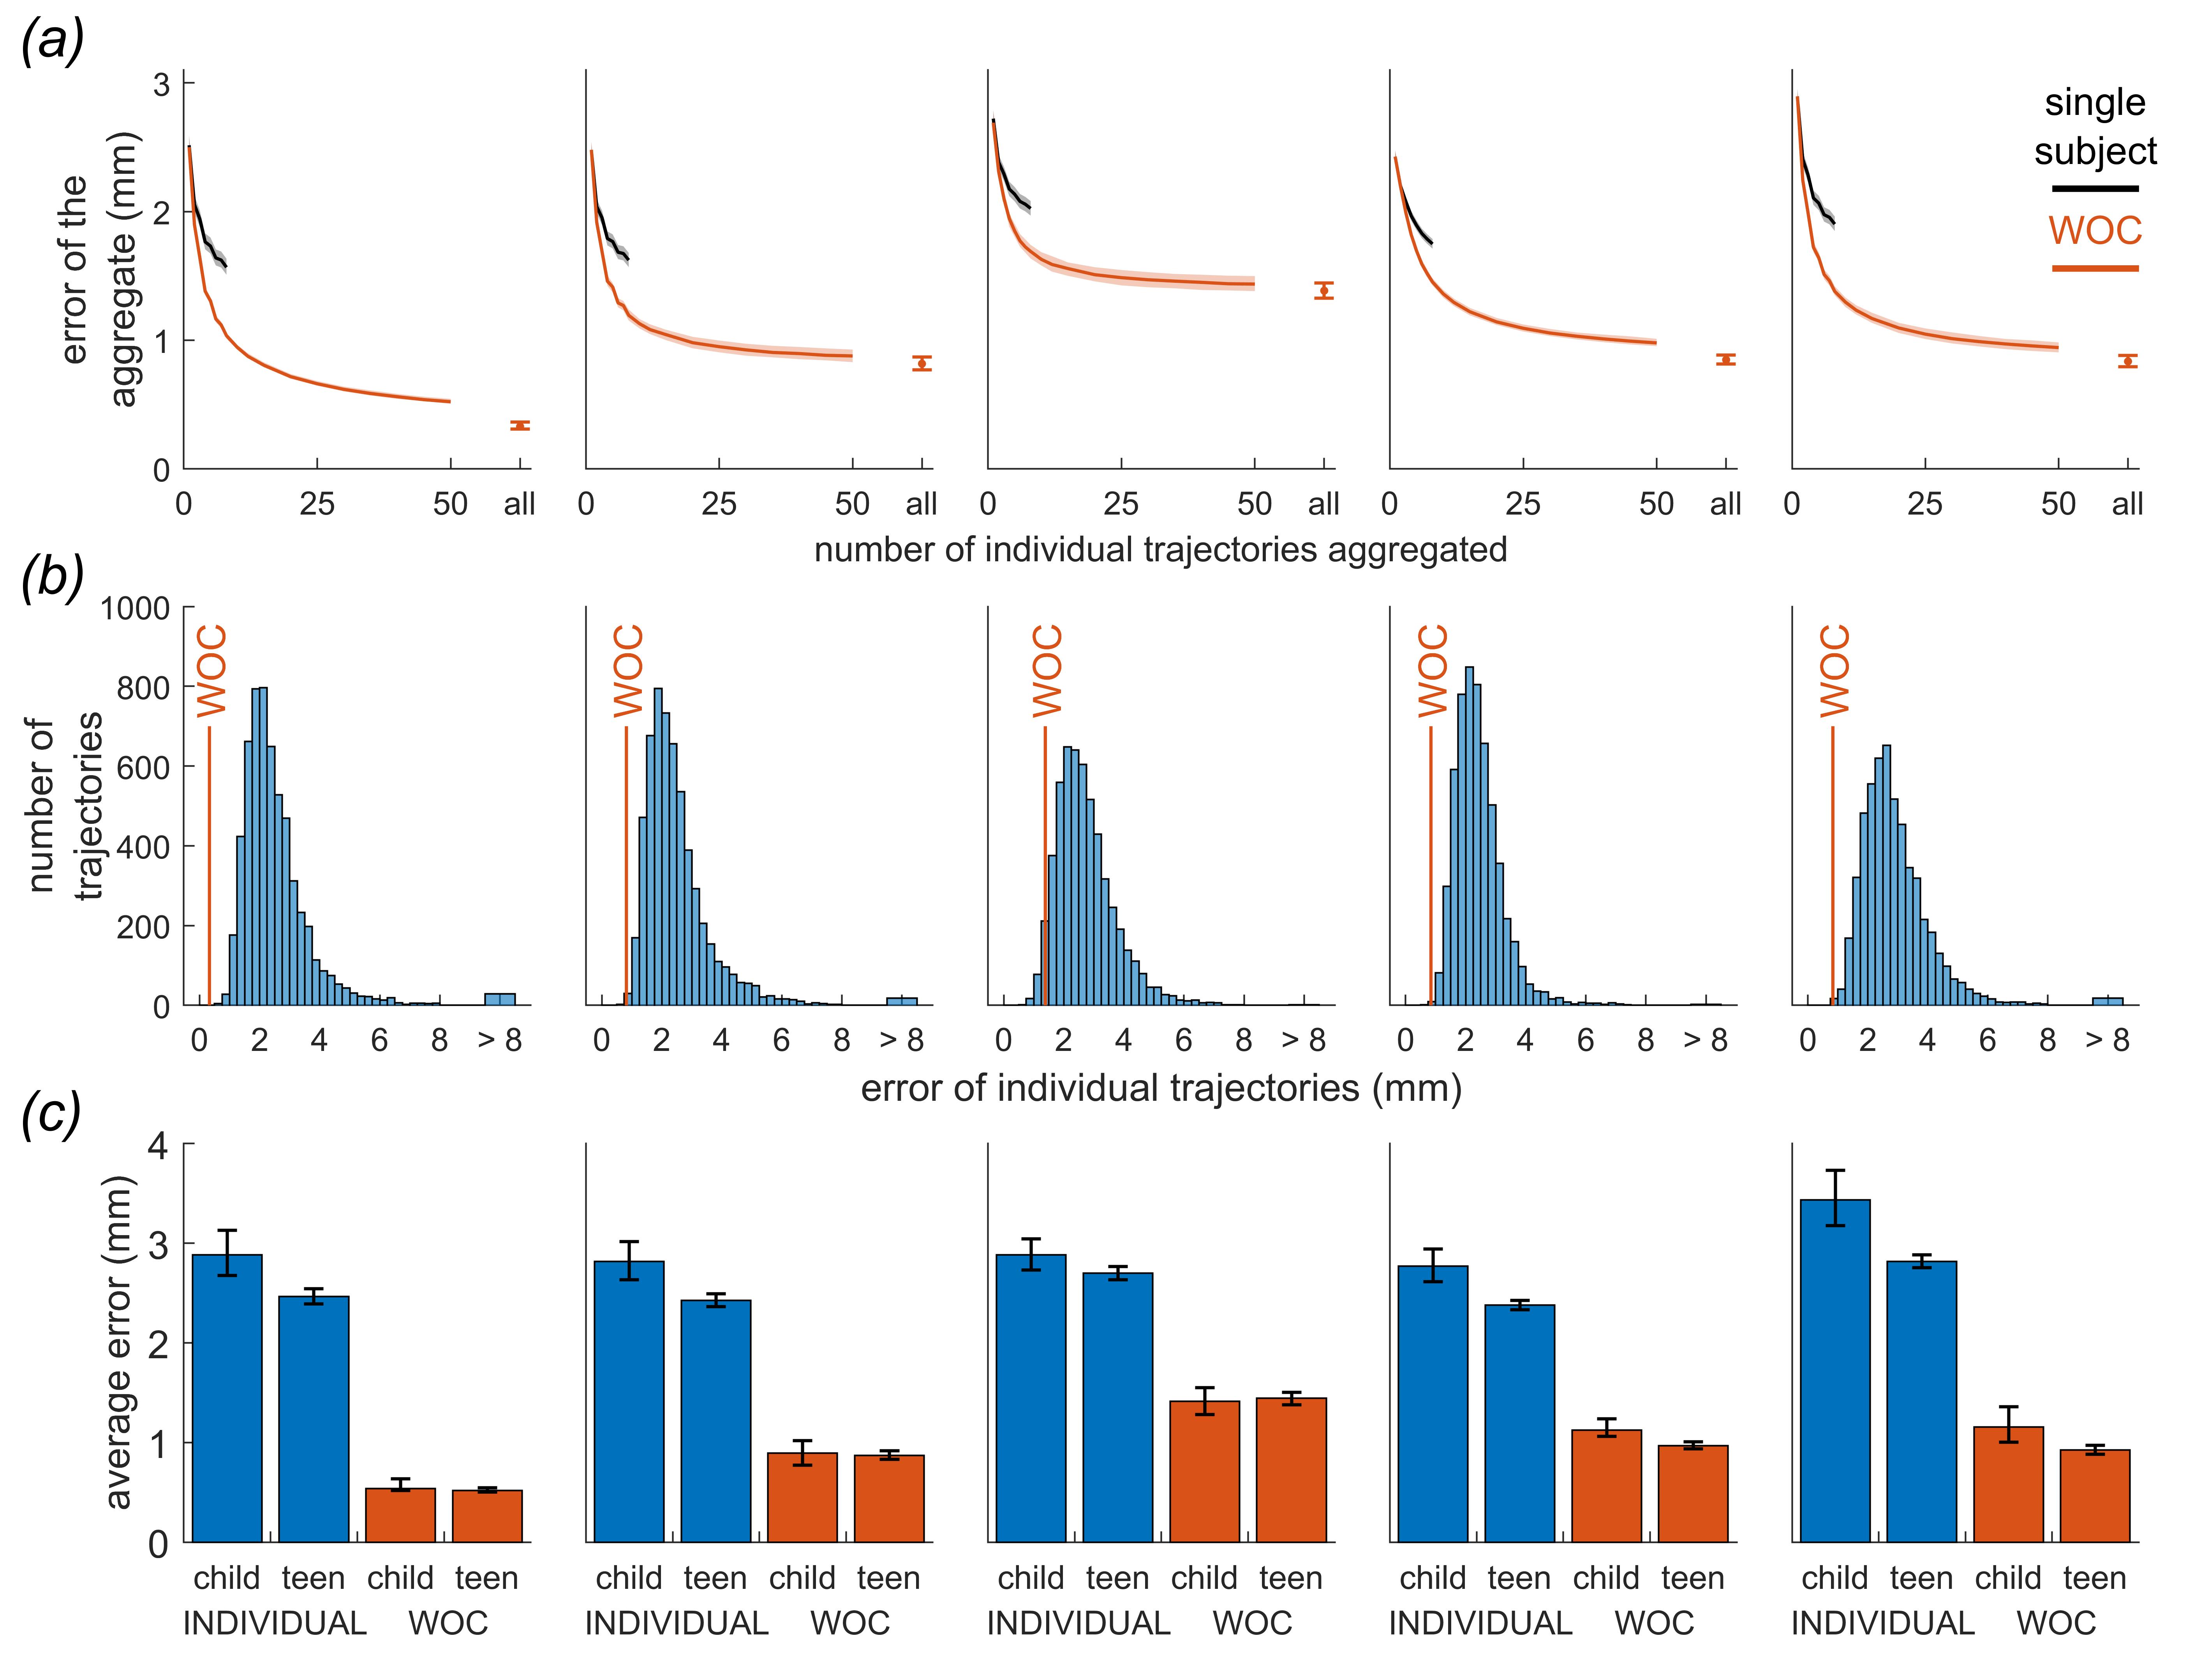 (a)
error of the
aggregate (mm)
3
2
1
0
0 25 50 all
0 25 50 all
0 25 50 all
0 25 50 all
0 25 50 all
single
subject
WOC
number of individual trajectories aggregated
(b)
number of
trajectories
1000
800
600
400
200
0
WOC
WOC
WOC
WOC
WOC
0 2 4 6 8 > 8
0 2 4 6 8 > 8
0 2 4 6 8 > 8
0 2 4 6 8 > 8
0 2 4 6 8 > 8
error of individual trajectories (mm)
(c)
average error (mm)
4
3
2
1
0
child teen child teen
INDIVIDUAL WOC
child teen child teen
INDIVIDUAL WOC
child teen child teen
INDIVIDUAL WOC
child teen child teen
INDIVIDUAL WOC
child teen child teen
INDIVIDUAL WOC